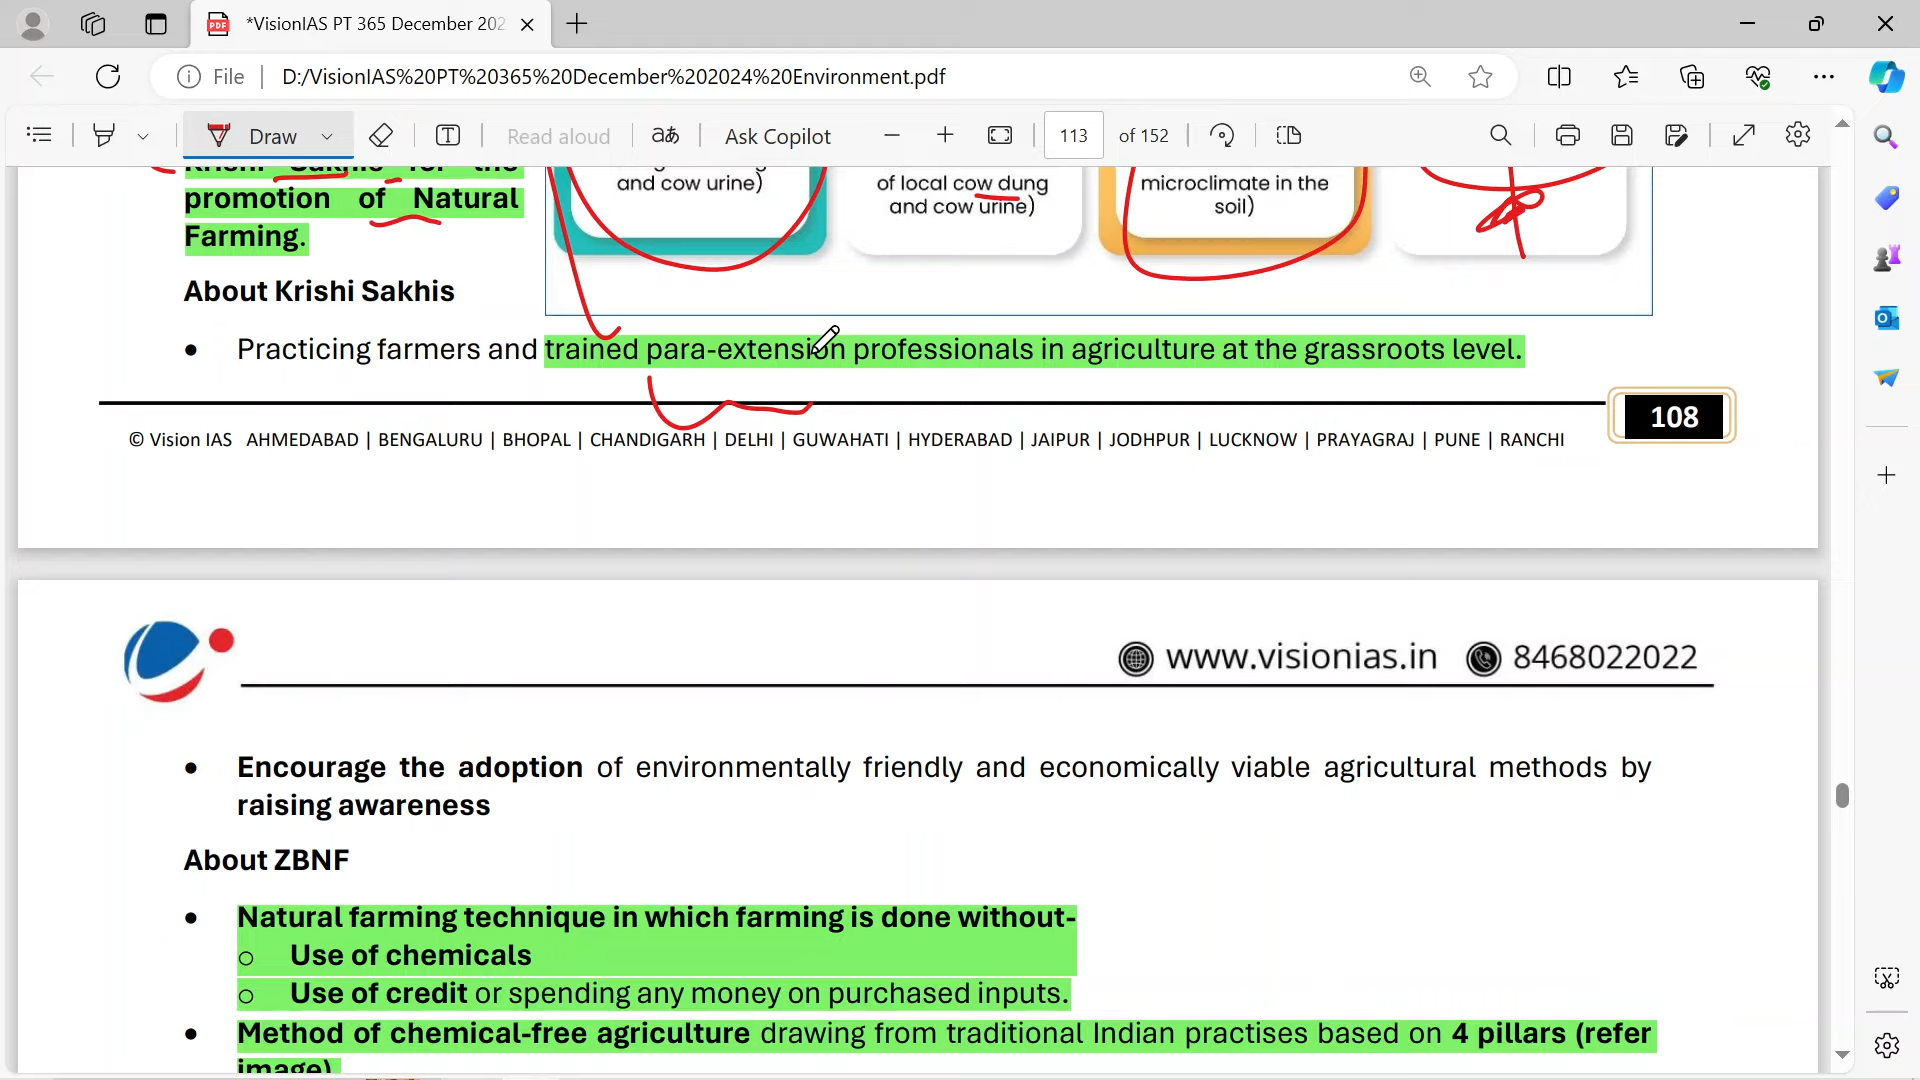 *VisionIAS PT 365 December 202
File
D:/VisionIAS%20PT%20365%20December%202024%20Environment.pdf
Draw
Read aloud
Ask Copilot
113 of 152
Krishi Sakhis for the
promotion of Natural
Farming.
and cow urine)
of local cow dung
and cow urine)
microclimate in the
soil)
About Krishi Sakhis
• Practicing farmers and trained para-extension professionals in agriculture at the grassroots level.
108
© Vision IAS AHMEDABAD | BENGALURU | BHOPAL | CHANDIGARH | DELHI | GUWAHATI | HYDERABAD | JAIPUR | JODHPUR | LUCKNOW | PRAYAGRAJ | PUNE | RANCHI
www.visionias.in 8468022022
• Encourage the adoption of environmentally friendly and economically viable agricultural methods by
raising awareness
About ZBNF
• Natural farming technique in which farming is done without-
o Use of chemicals
o Use of credit or spending any money on purchased inputs.
• Method of chemical-free agriculture drawing from traditional Indian practises based on 4 pillars (refer
image)